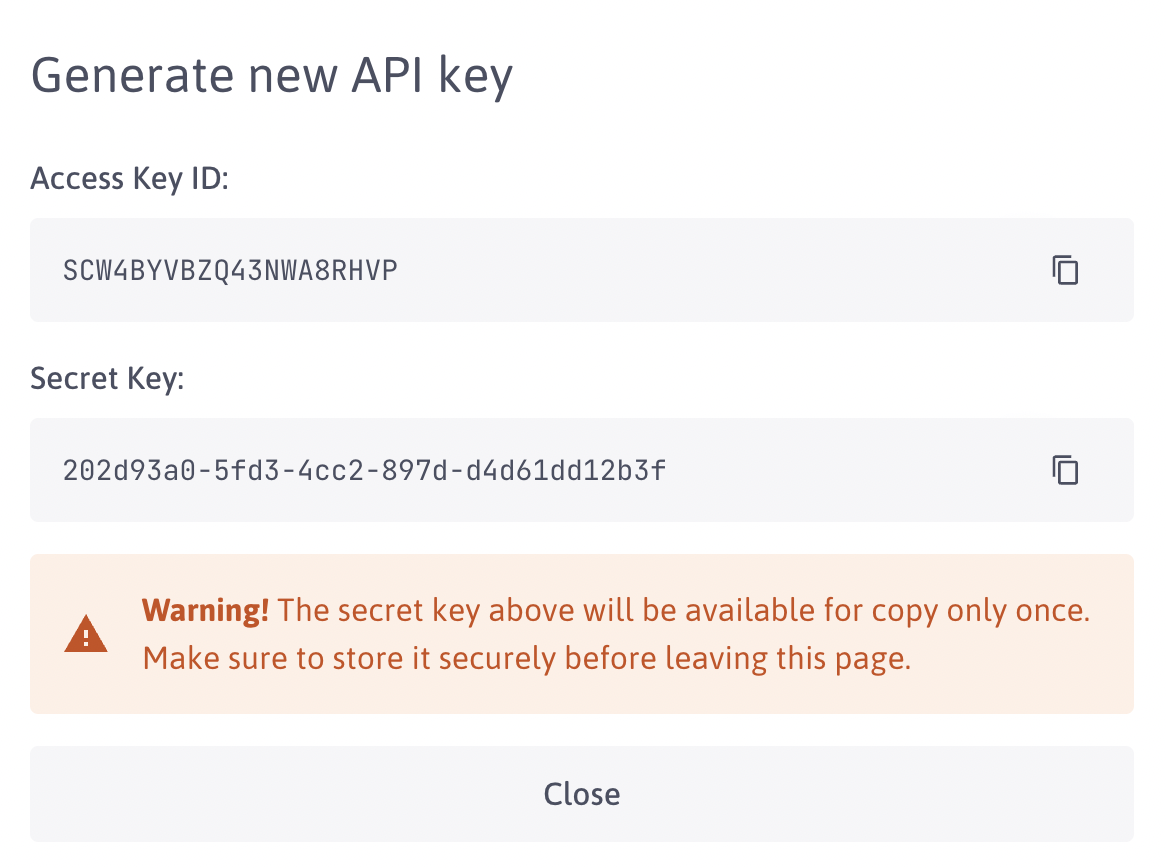 Generate new API key
Access Key ID:
SCW4BYVBZQ43NWA8RHVP
Secret Key:
202d93a0-5fd3-4cc2-897d-d4d61dd12b3f
Warning! The secret key above will be available for copy only once.
Make sure to store it securely before leaving this page.
Close